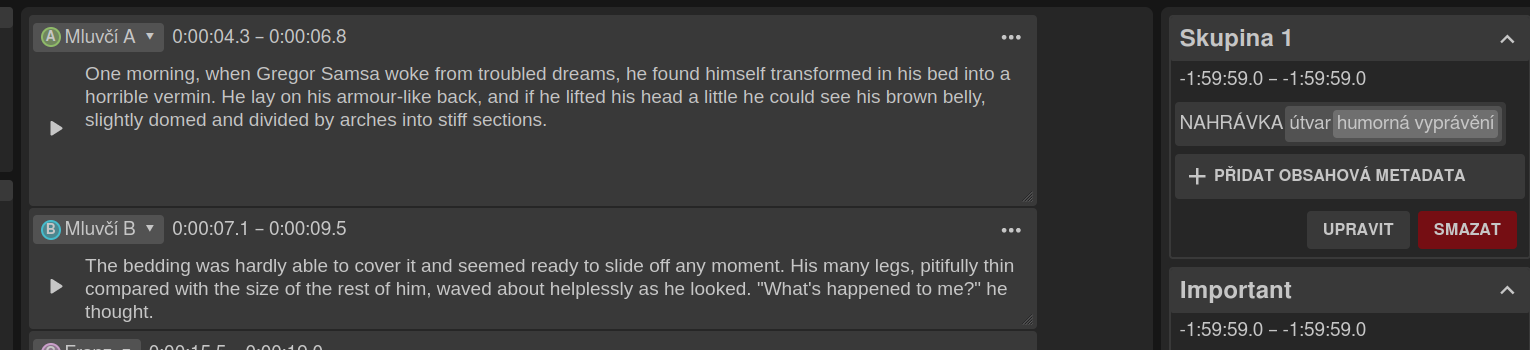 A Mluvčí A 0:00:04.3 – 0:00:06.8
One morning, when Gregor Samsa woke from troubled dreams, he found himself transformed in his bed into a
horrible vermin. He lay on his armour-like back, and if he lifted his head a little he could see his brown belly,
slightly domed and divided by arches into stiff sections.
B Mluvčí B 0:00:07.1 – 0:00:09.5
The bedding was hardly able to cover it and seemed ready to slide off any moment. His many legs, pitifully thin
compared with the size of the rest of him, waved about helplessly as he looked. "What's happened to me?" he
thought.
Skupina 1
-1:59:59.0 – -1:59:59.0
NAHRÁVKA útvar humorná vyprávění
PŘIDAT OBSAHOVÁ METADATA
UPRAVIT SMAZAT
Important
-1:59:59.0 – -1:59:59.0